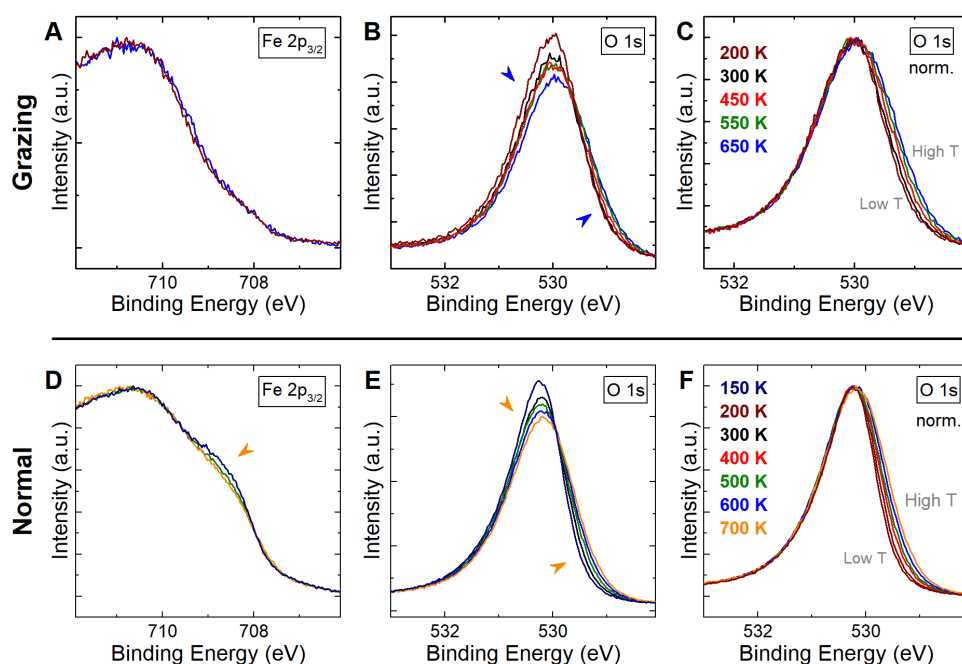 Grazing
A
Fe 2p3/2
Intensity (a.u.)
710
708
Binding Energy (eV)
B
O 1s
Intensity (a.u.)
532
530
Binding Energy (eV)
C
O 1s
norm.
200 K
300 K
450 K
550 K
650 K
High T
Low T
Intensity (a.u.)
532
530
Binding Energy (eV)
Normal
D
Fe 2p3/2
Intensity (a.u.)
710
708
Binding Energy (eV)
E
O 1s
Intensity (a.u.)
532
530
Binding Energy (eV)
F
O 1s
norm.
150 K
200 K
300 K
400 K
500 K
600 K
700 K
High T
Low T
Intensity (a.u.)
532
530
Binding Energy (eV)